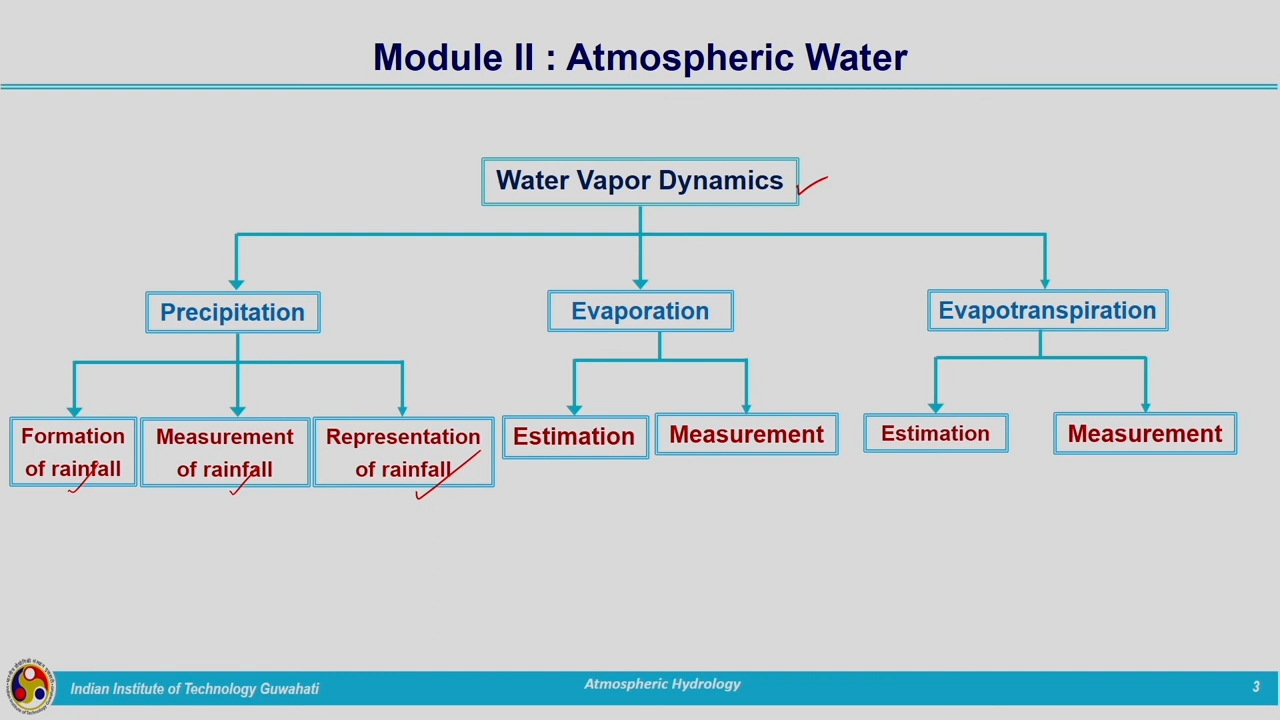 Module II : Atmospheric Water
Water Vapor Dynamics
Precipitation
Evaporation
Evapotranspiration
Formation
of rainfall
Measurement
of rainfall
Representation
of rainfall
Estimation
Measurement
Estimation
Measurement
Indian Institute of Technology Guwahati
Atmospheric Hydrology
3